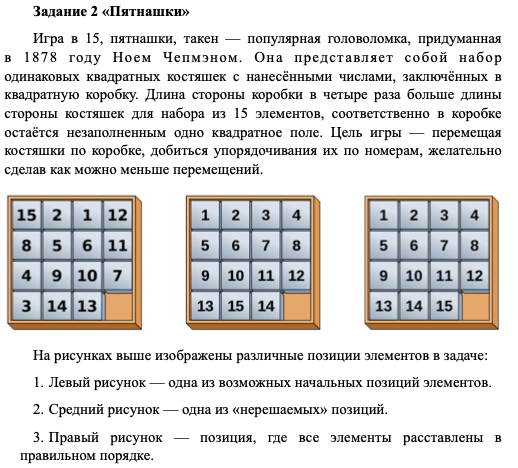 Задание 2 «Пятнашки»
Игра в 15, пятнашки, такен — популярная головоломка, придуманная
в 1878 году Ноем Чепмэном. Она представляет собой набор
одинаковых квадратных костяшек с нанесёнными числами, заключённых в
квадратную коробку. Длина стороны коробки в четыре раза больше длины
стороны костяшек для набора из 15 элементов, соответственно в коробке
остаётся незаполненным одно квадратное поле. Цель игры — перемещая
костяшки по коробке, добиться упорядочивания их по номерам, желательно
сделав как можно меньше перемещений.
15 2 1 12
8 5 6 11
4 9 10 7
3 14 13
1 2 3 4
5 6 7 8
9 10 11 12
13 15 14
1 2 3 4
5 6 7 8
9 10 11 12
13 14 15
На рисунках выше изображены различные позиции элементов в задаче:
1. Левый рисунок — одна из возможных начальных позиций элементов.
2. Средний рисунок — одна из «нерешаемых» позиций.
3. Правый рисунок — позиция, где все элементы расставлены в
правильном порядке.